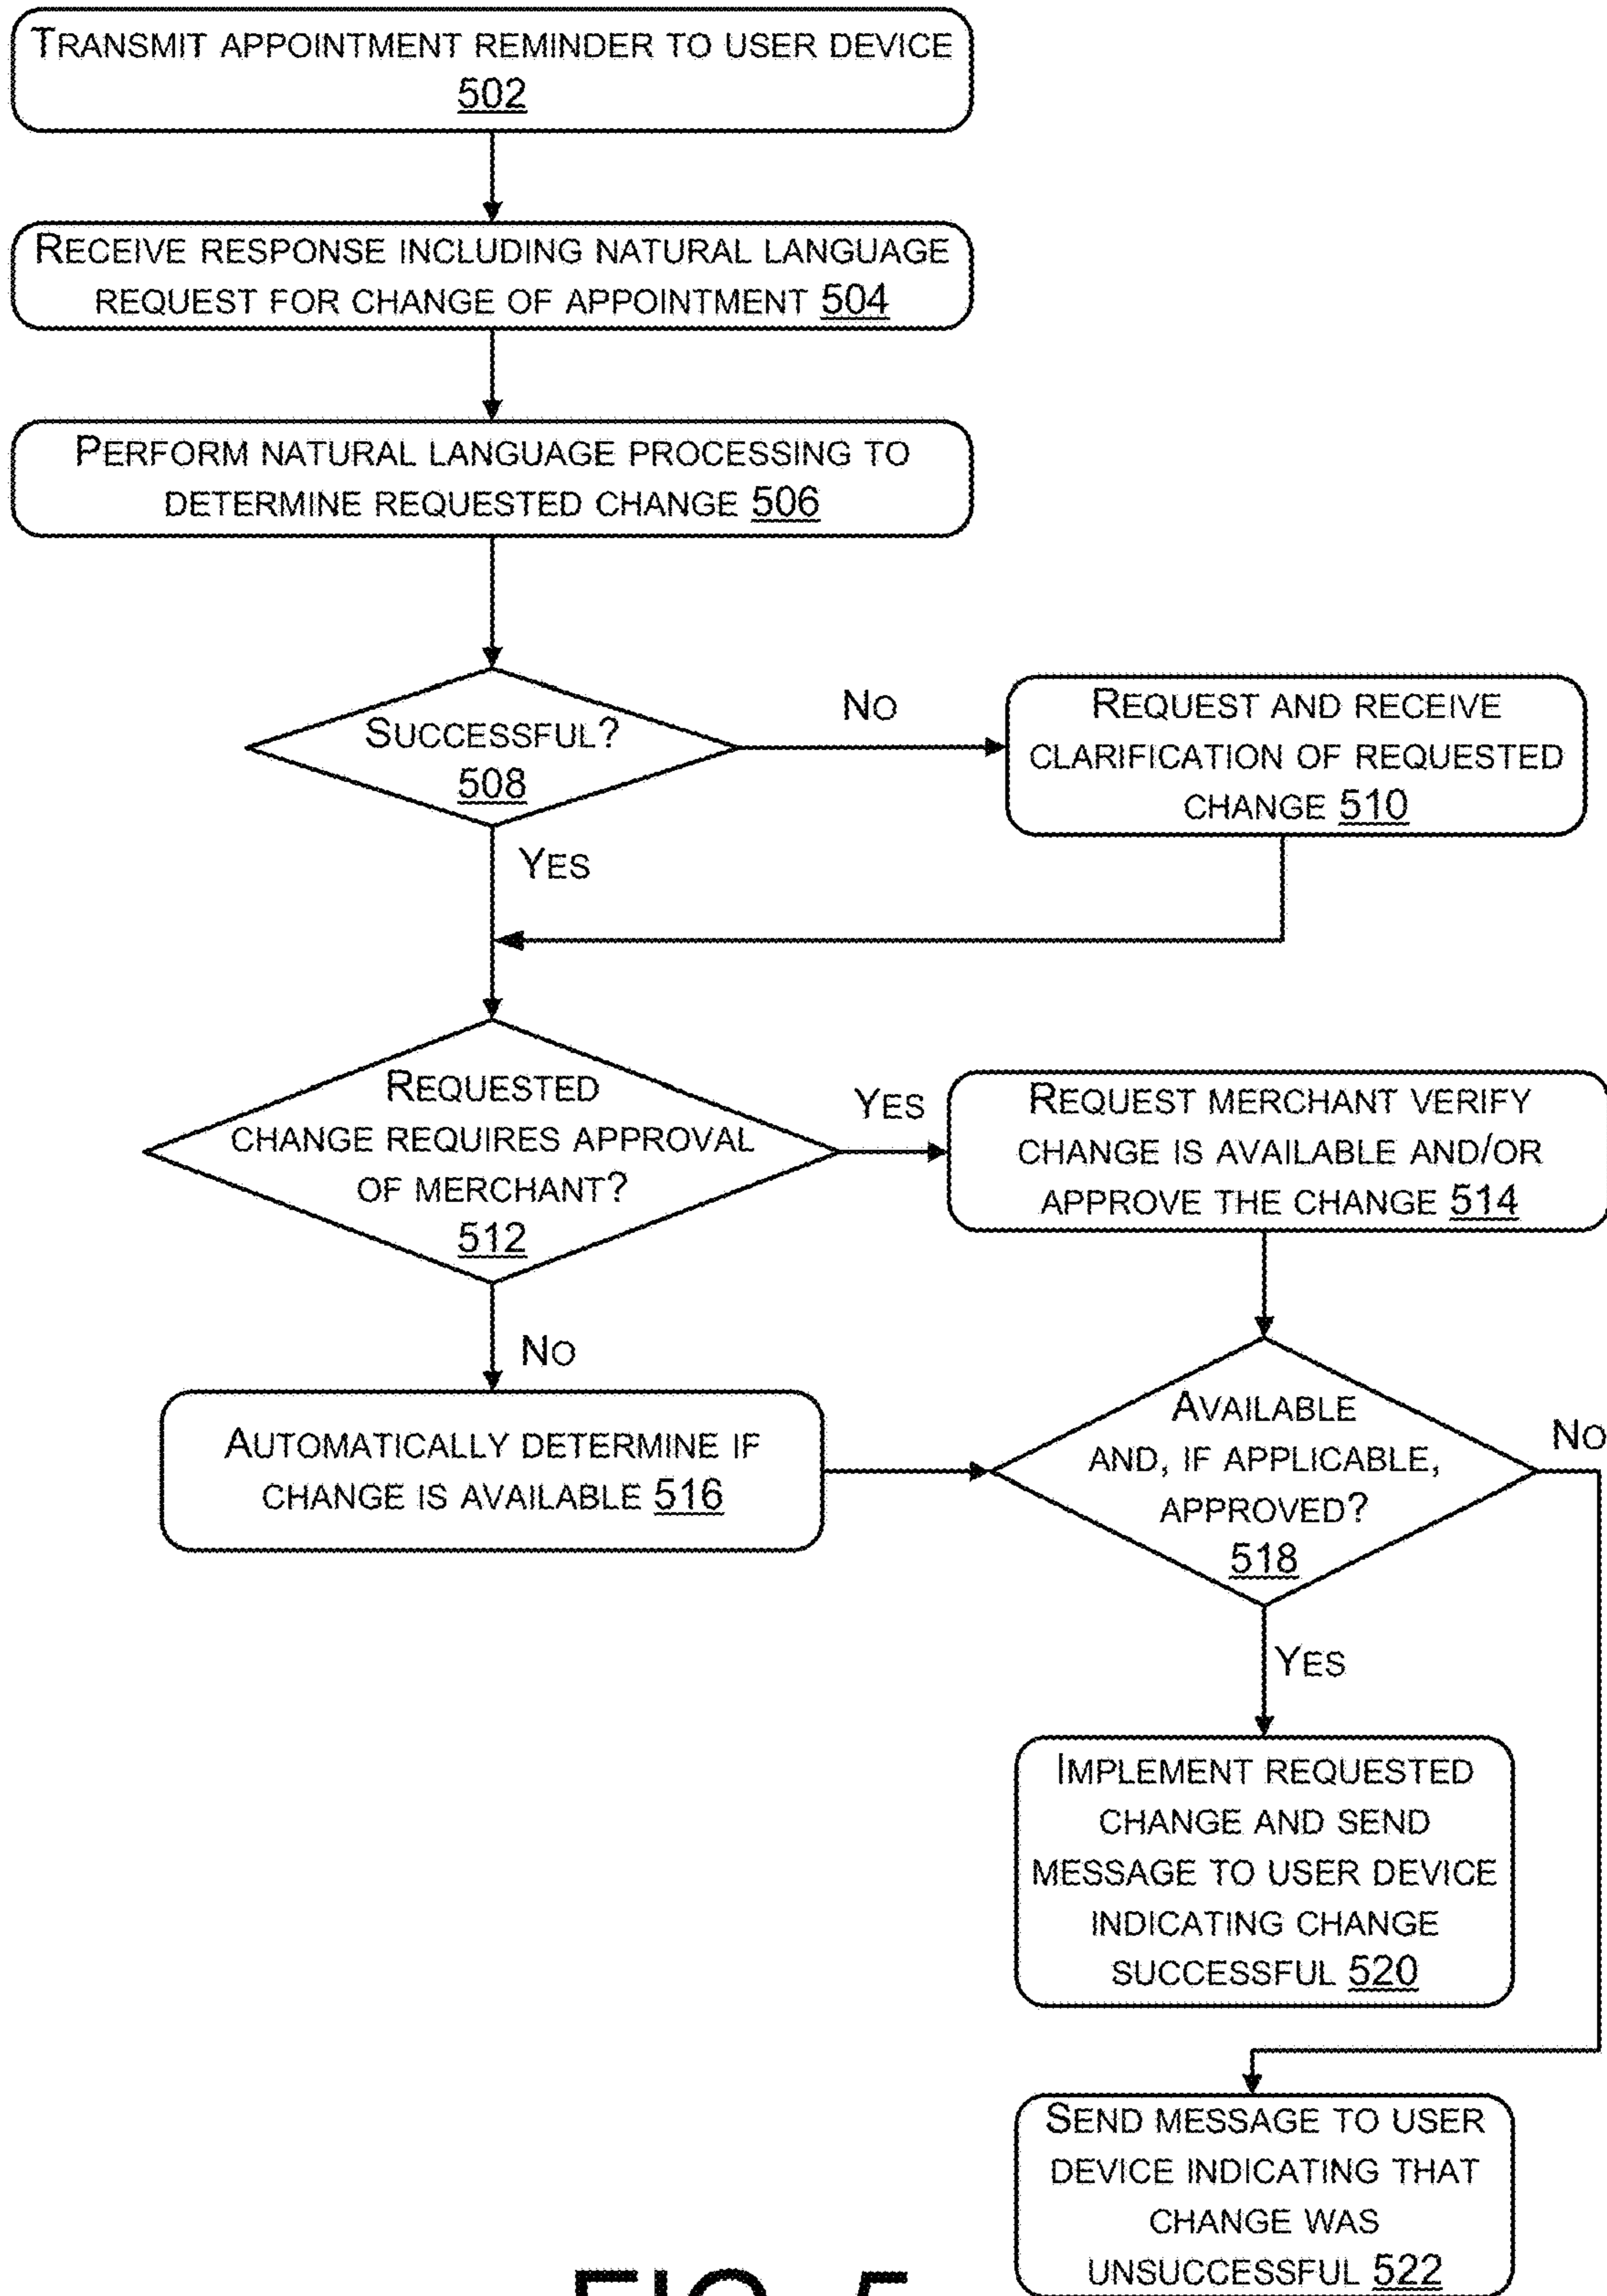 TRANSMIT APPOINTMENT REMINDER TO USER DEVICE
502
RECEIVE RESPONSE INCLUDING NATURAL LANGUAGE
REQUEST FOR CHANGE OF APPOINTMENT 504
PERFORM NATURAL LANGUAGE PROCESSING TO
DETERMINE REQUESTED CHANGE 506
SUCCESSFUL?
508
NO
REQUEST AND RECEIVE
CLARIFICATION OF REQUESTED
CHANGE 510
YES
REQUESTED
CHANGE REQUIRES APPROVAL
OF MERCHANT?
512
YES
REQUEST MERCHANT VERIFY
CHANGE IS AVAILABLE AND/OR
APPROVE THE CHANGE 514
NO
AUTOMATICALLY DETERMINE IF
CHANGE IS AVAILABLE 516
AVAILABLE
AND, IF APPLICABLE,
APPROVED?
518
NO
YES
IMPLEMENT REQUESTED
CHANGE AND SEND
MESSAGE TO USER DEVICE
INDICATING CHANGE
SUCCESSFUL 520
SEND MESSAGE TO USER
DEVICE INDICATING THAT
CHANGE WAS
UNSUCCESSFUL 522
FIG. 5